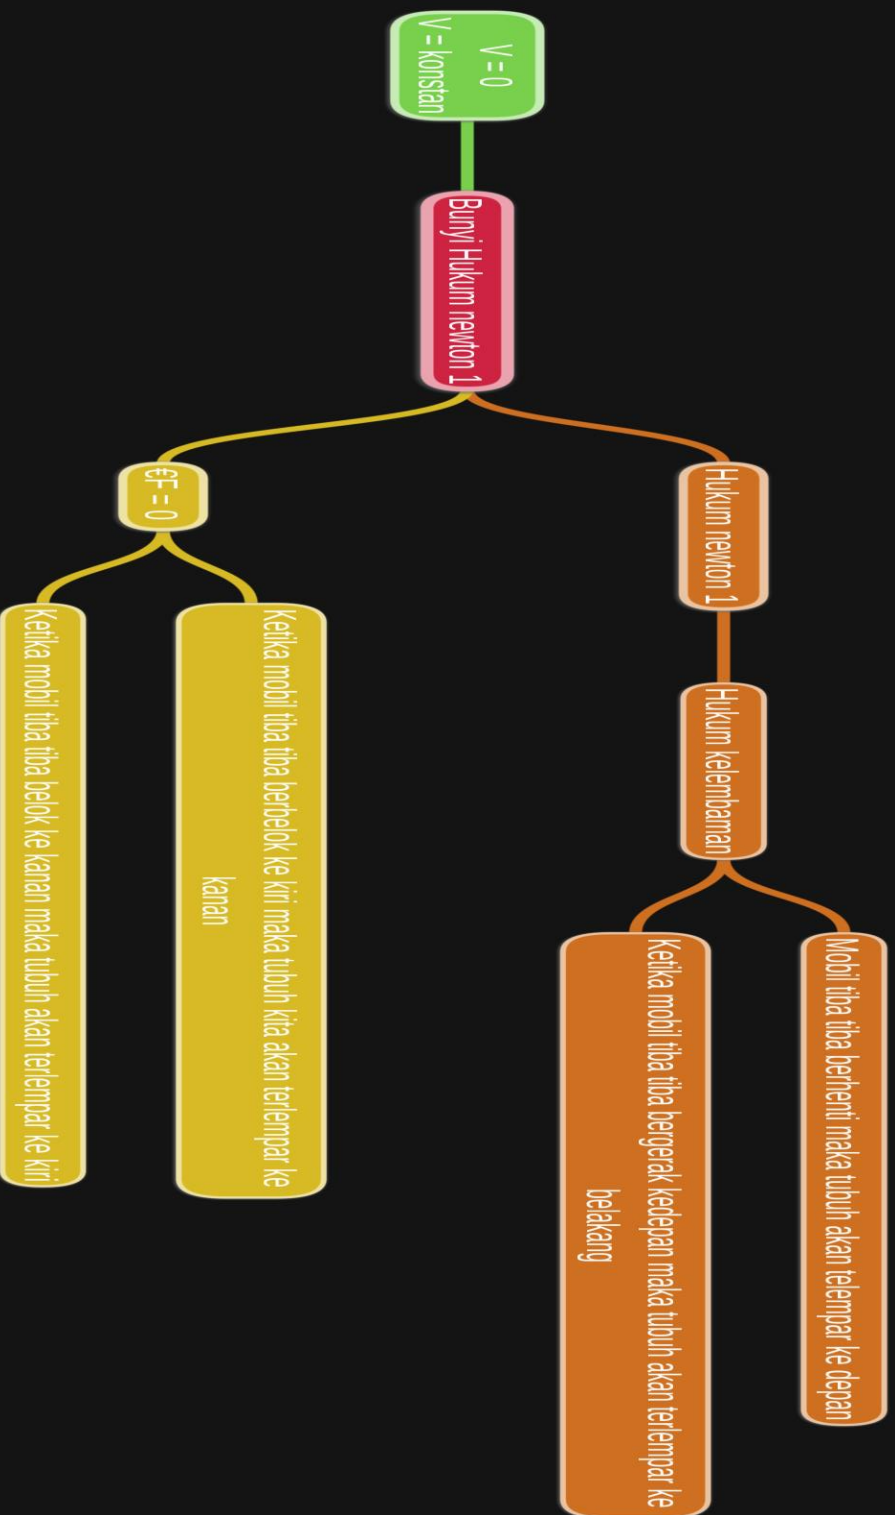 V = 0
V = konstan
Bunyi Hukum newton 1
Hukum newton 1
Hukum kelembaman
Mobil tiba tiba berhenti maka tubuh akan telempar ke depan
Ketika mobil tiba tiba bergerak kedepan maka tubuh akan terlempar ke
belakang
€F = 0
Ketika mobil tiba tiba berbelok ke kiri maka tubuh kita akan terlempar ke
kanan
Ketika mobil tiba tiba belok ke kanan maka tubuh akan terlempar ke kiri